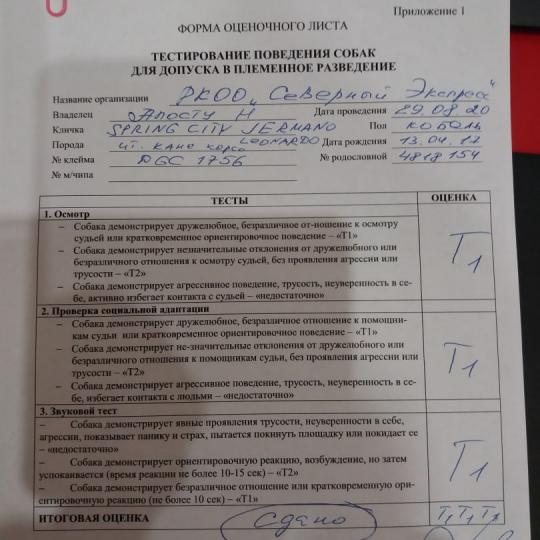 Приложение 1
ФОРМА ОЦЕНОЧНОГО ЛИСТА
ТЕСТИРОВАНИЕ ПОВЕДЕНИЯ СОБАК
ДЛЯ ДОПУСКА В ПЛЕМЕННОЕ РАЗВЕДЕНИЕ
Название организации РКОО „Северный Экспресс“
Владелец Апосту Н Дата проведения 29.08.20
Кличка SPRING CITY JERMANO LEONARDO Пол кобель
Порода ит. кане корсо Дата рождения 13.04.17
№ клейма DGC 1756 № родословной 4818154
№ м/чипа
ТЕСТЫ ОЦЕНКА
1. Осмотр
– Собака демонстрирует дружелюбное, безразличное от-ношение к осмотру
судьей или кратковременное ориентировочное поведение – «Т1»
– Собака демонстрирует незначительные отклонения от дружелюбного или
безразличного отношения к осмотру судьей, без проявления агрессии или
трусости – «Т2»
– Собака демонстрирует агрессивное поведение, трусость, неуверенность в се-
бе, активно избегает контакта с судьей – «недостаточно»
Т1
2. Проверка социальной адаптации
– Собака демонстрирует дружелюбное, безразличное отношение к помощни-
кам судьи или кратковременное ориентировочное поведение – «Т1»
– Собака демонстрирует не-значительные отклонения от дружелюбного или
безразличного отношения к помощникам судьи, без проявления агрессии или
трусости – «Т2»
– Собака демонстрирует агрессивное поведение, трусость, неуверенность в се-
бе, избегает контакта с людьми – «недостаточно»
Т1
3. Звуковой тест
– Собака демонстрирует явные проявления трусости, неуверенности в себе,
агрессии, показывает панику и страх, пытается покинуть площадку или покидает се
– «недостаточно»
– Собака демонстрирует ориентировочную реакцию, возбуждение, но затем
успокаивается (время реакции не более 10-15 сек) – «Т2»
– Собака демонстрирует безразличное отношение или кратковременную ори-
ентировочную реакцию (не более 10 сек) – «Т1»
Т1
ИТОГОВАЯ ОЦЕНКА Сдано Т1 Т1 Т1